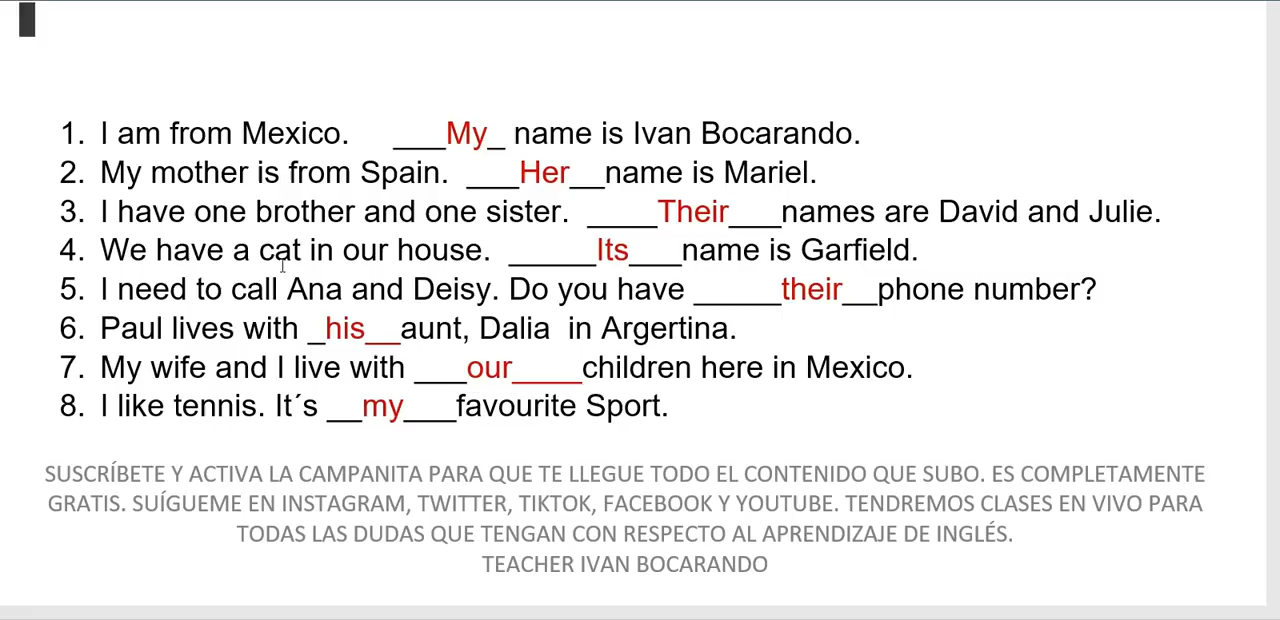 1. I am from Mexico. ___My_ name is Ivan Bocarando.
2. My mother is from Spain. ___Her__name is Mariel.
3. I have one brother and one sister. ____Their___names are David and Julie.
4. We have a cat in our house. _____Its___name is Garfield.
5. I need to call Ana and Deisy. Do you have _____their__phone number?
6. Paul lives with _his__aunt, Dalia in Argertina.
7. My wife and I live with ___our____children here in Mexico.
8. I like tennis. It´s __my___favourite Sport.
SUSCRÍBETE Y ACTIVA LA CAMPANITA PARA QUE TE LLEGUE TODO EL CONTENIDO QUE SUBO. ES COMPLETAMENTE
GRATIS. SUÍGUEME EN INSTAGRAM, TWITTER, TIKTOK, FACEBOOK Y YOUTUBE. TENDREMOS CLASES EN VIVO PARA
TODAS LAS DUDAS QUE TENGAN CON RESPECTO AL APRENDIZAJE DE INGLÉS.
TEACHER IVAN BOCARANDO